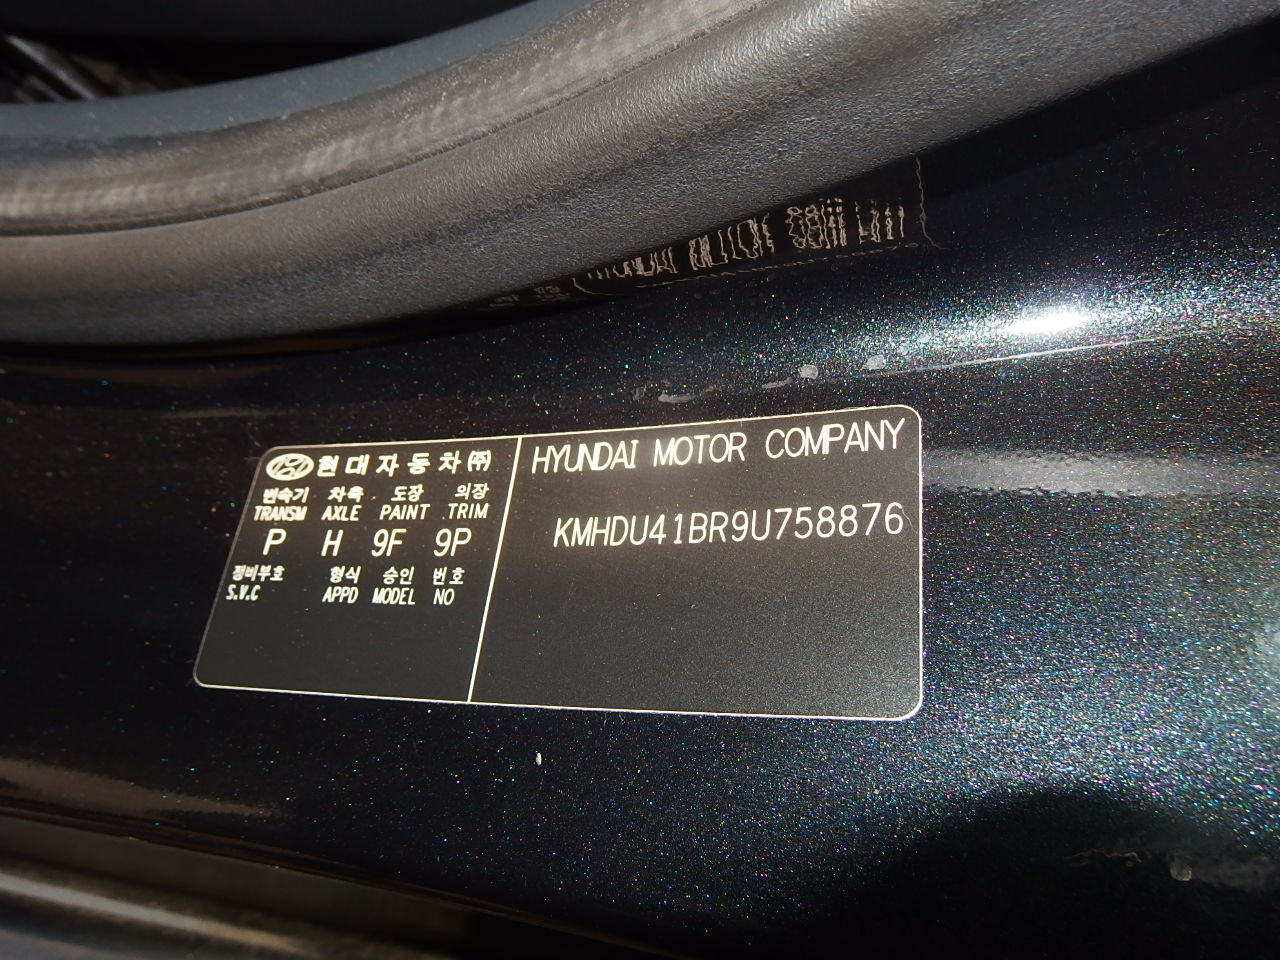 현대자동차㈜
변속기 차축 도장 의장
TRANSM AXLE PAINT TRIM
P H 9F 9P
정비부호 형식 승인 번호
S.V.C APPD MODEL NO
HYUNDAI MOTOR COMPANY
KMHDU41BR9U758876